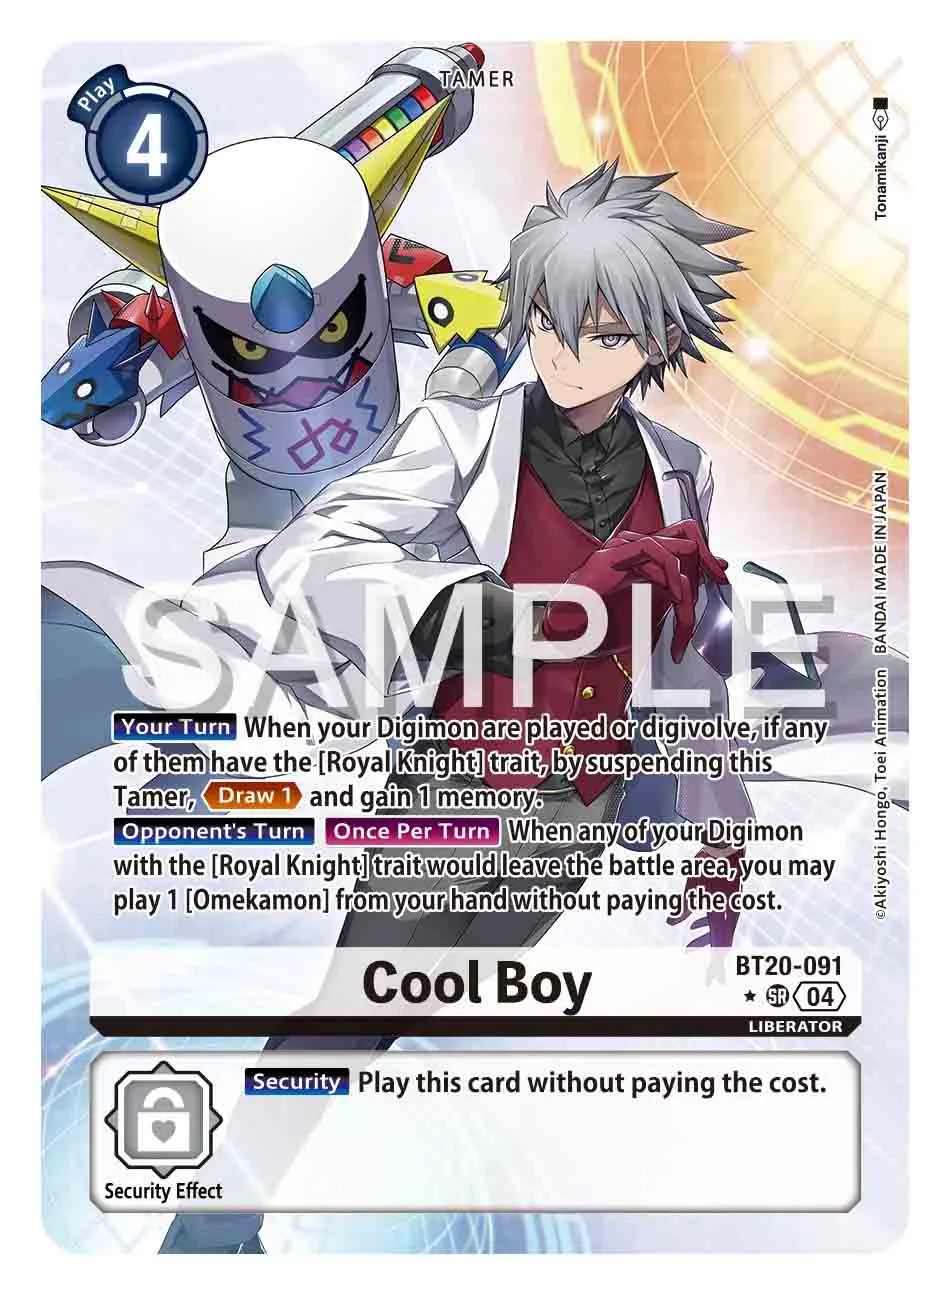 TAMER
Play
4
Tonamikanji
SAMPLE
Your Turn When your Digimon are played or digivolve, if any
of them have the [Royal Knight] trait, by suspending this
Tamer, Draw 1 and gain 1 memory.
Opponent's Turn Once Per Turn When any of your Digimon
with the [Royal Knight] trait would leave the battle area, you may
play 1 [Omekamon] from your hand without paying the cost.
©Akiyoshi Hongo, Toei Animation BANDAI MADE IN JAPAN
Cool Boy
BT20-091
SR 04
LIBERATOR
Security Play this card without paying the cost.
Security Effect